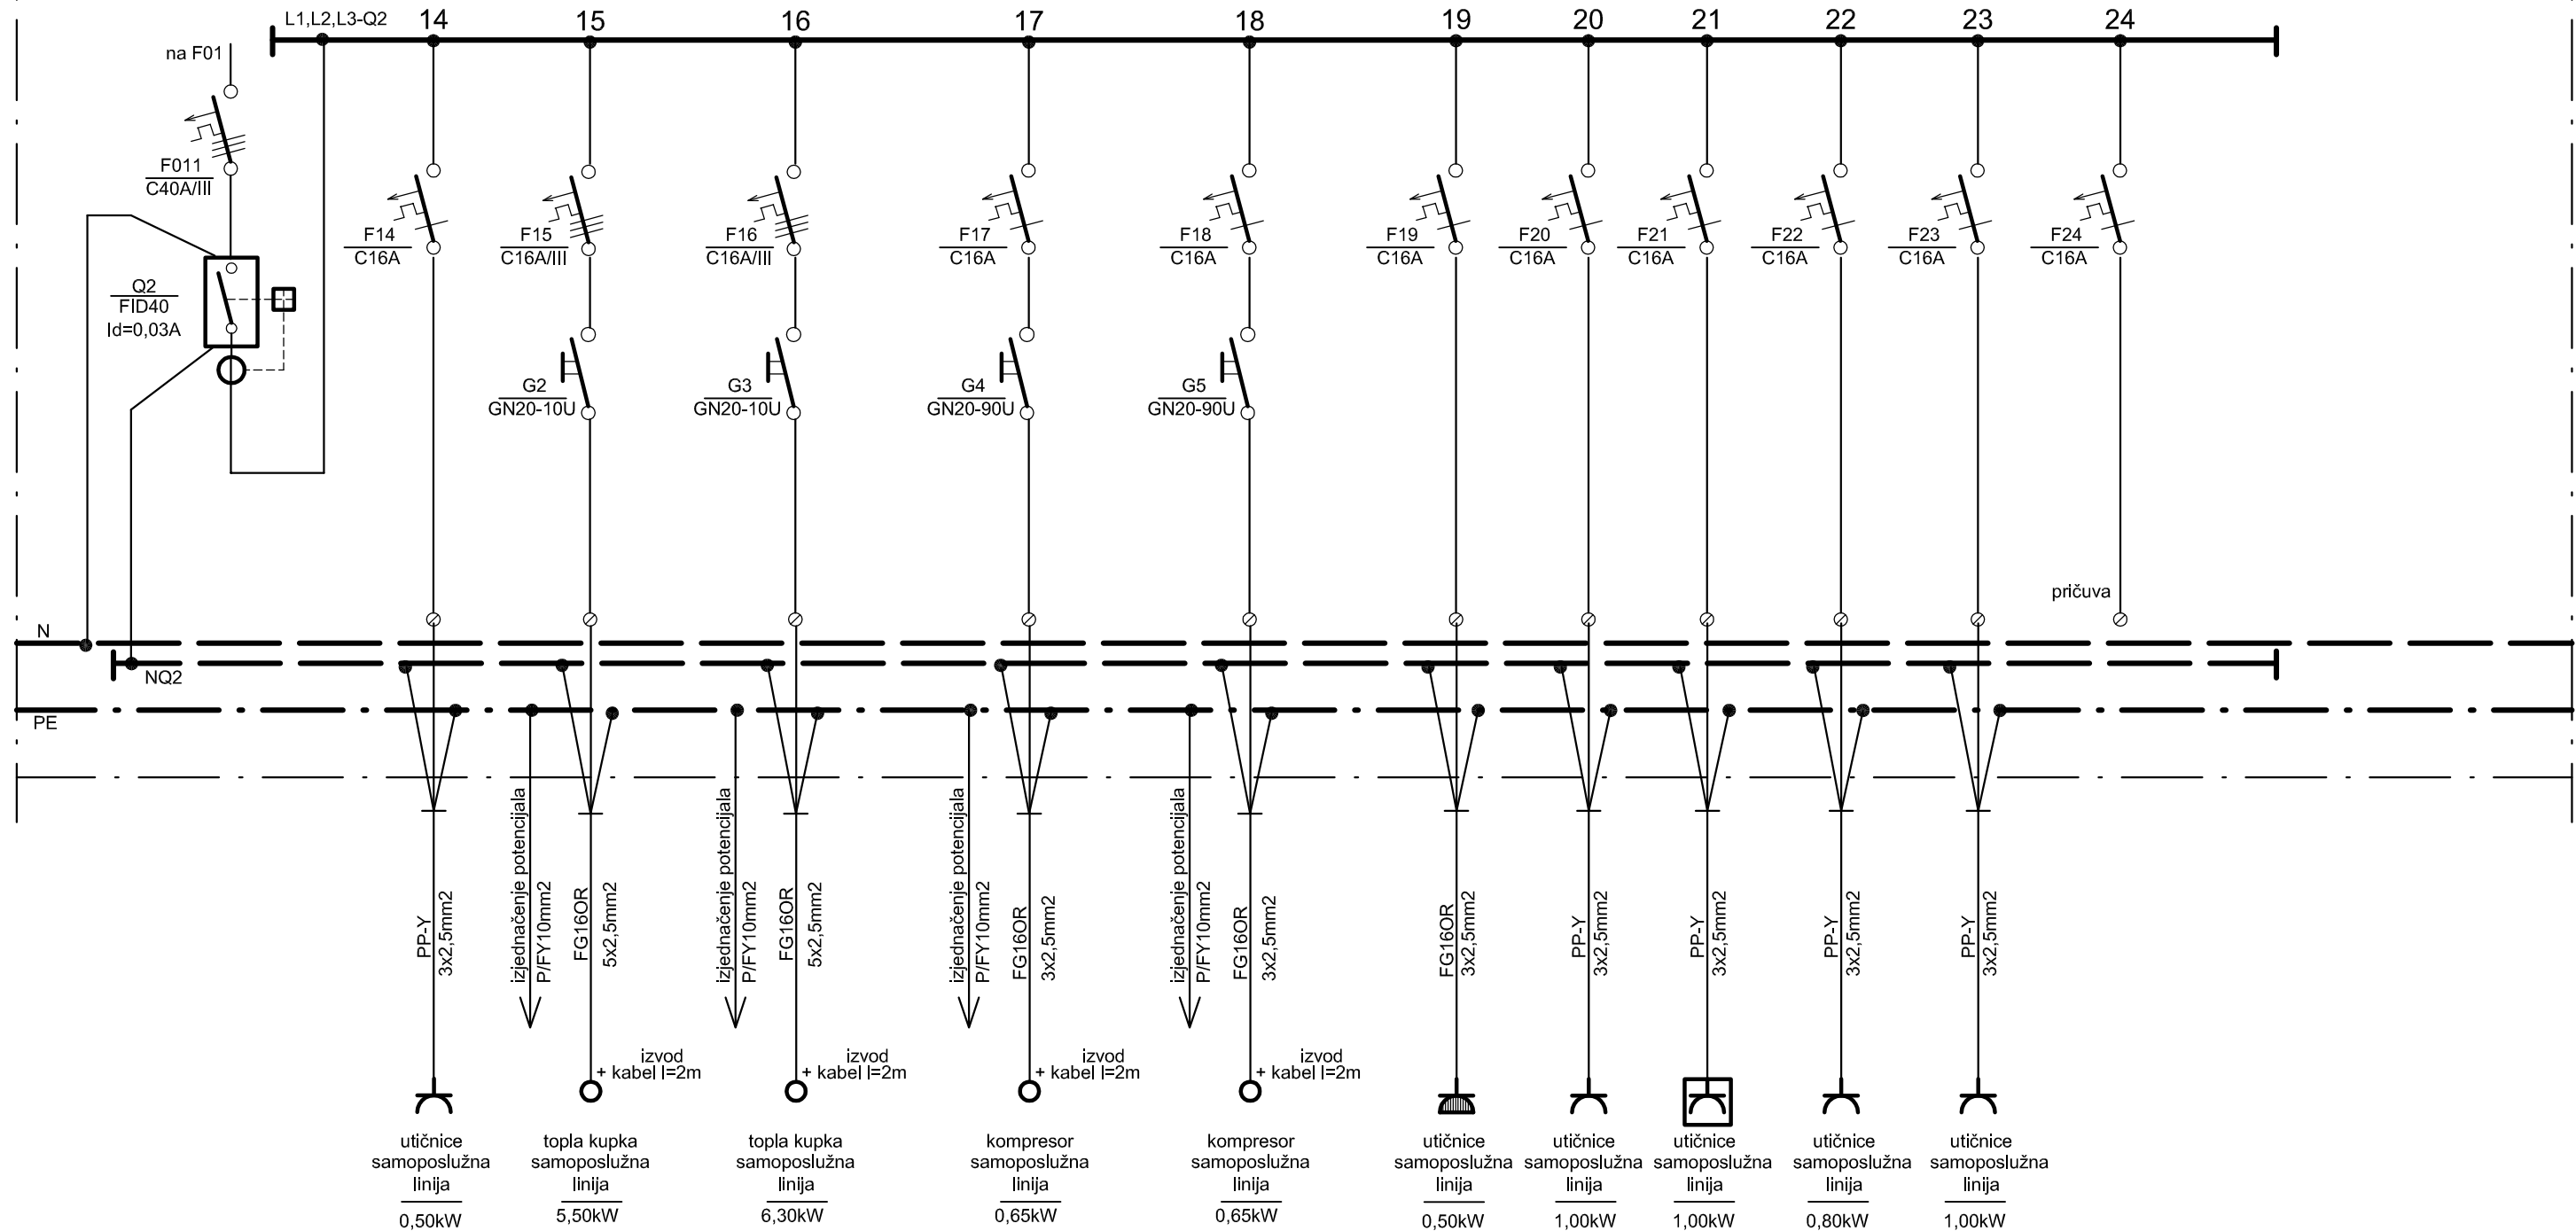 L1,L2,L3-Q2
14
15
16
17
18
19
20
21
22
23
24
na F01
F011
C40A/III
Q2
FID40
Id=0,03A
F14
C16A
F15
C16A/III
F16
C16A/III
F17
C16A
F18
C16A
F19
C16A
F20
C16A
F21
C16A
F22
C16A
F23
C16A
F24
C16A
G2
GN20-10U
G3
GN20-10U
G4
GN20-90U
G5
GN20-90U
pričuva
N
NQ2
PE
PP-Y
3x2,5mm2
izjednačenje potencijala
P/FY10mm2
FG16OR
5x2,5mm2
izjednačenje potencijala
P/FY10mm2
FG16OR
5x2,5mm2
izjednačenje potencijala
P/FY10mm2
FG16OR
3x2,5mm2
izjednačenje potencijala
P/FY10mm2
FG16OR
3x2,5mm2
FG16OR
3x2,5mm2
PP-Y
3x2,5mm2
PP-Y
3x2,5mm2
PP-Y
3x2,5mm2
PP-Y
3x2,5mm2
izvod
+ kabel l=2m
izvod
+ kabel l=2m
izvod
+ kabel l=2m
izvod
+ kabel l=2m
utičnice
samoposlužna
linija
0,50kW
topla kupka
samoposlužna
linija
5,50kW
topla kupka
samoposlužna
linija
6,30kW
kompresor
samoposlužna
linija
0,65kW
kompresor
samoposlužna
linija
0,65kW
utičnice
samoposlužna
linija
0,50kW
utičnice
samoposlužna
linija
1,00kW
utičnice
samoposlužna
linija
1,00kW
utičnice
samoposlužna
linija
0,80kW
utičnice
samoposlužna
linija
1,00kW